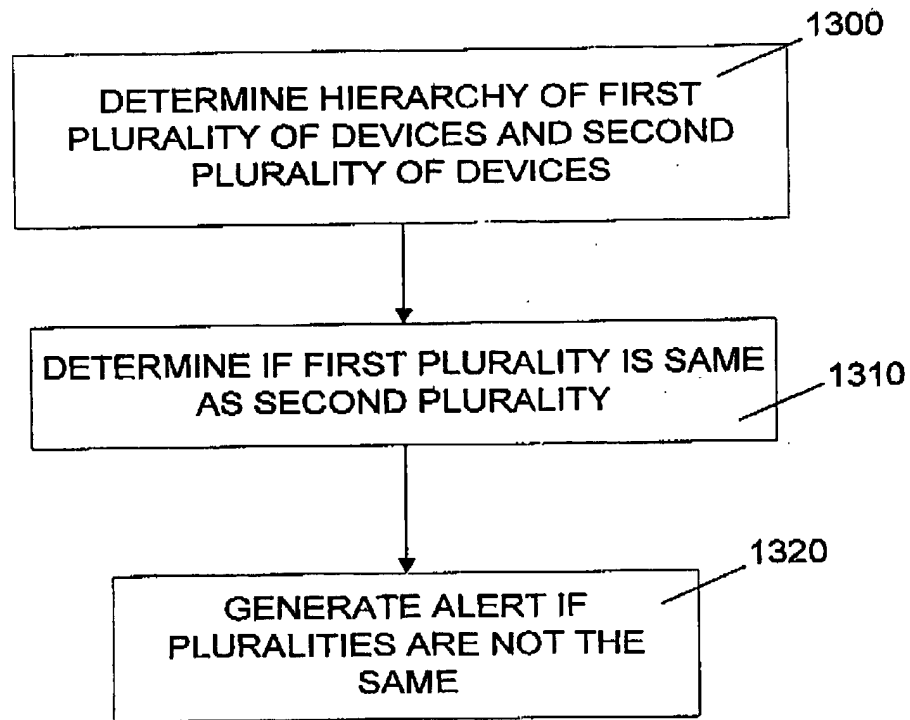 1300
DETERMINE HIERARCHY OF FIRST
PLURALITY OF DEVICES AND SECOND
PLURALITY OF DEVICES
DETERMINE IF FIRST PLURALITY IS SAME
AS SECOND PLURALITY
1310
1320
GENERATE ALERT IF
PLURALITIES ARE NOT THE
SAME